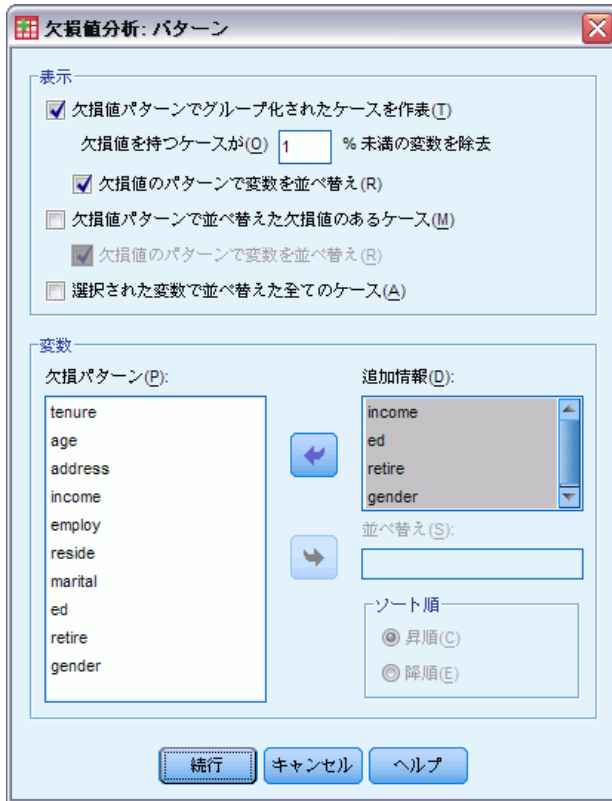 欠損値分析: パターン
表示
欠損値パターンでグループ化されたケースを作表(T)
欠損値を持つケースが(O) 1 % 未満の変数を除去
欠損値のパターンで変数を並べ替え(R)
欠損値パターンで並べ替えた欠損値のあるケース(M)
欠損値のパターンで変数を並べ替え(R)
選択された変数で並べ替えた全てのケース(A)
変数
欠損パターン(P):
tenure
age
address
income
employ
reside
marital
ed
retire
gender
追加情報(D):
income
ed
retire
gender
並べ替え(S):
ソート順
昇順(C)
降順(E)
続行 キャンセル ヘルプ